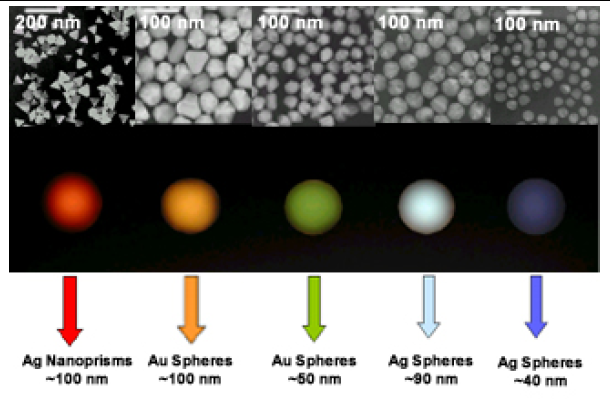 200 nm
100 nm
100 nm
100 nm
100 nm
Ag Nanoprisms
~100 nm
Au Spheres
~100 nm
Au Spheres
~50 nm
Ag Spheres
~90 nm
Ag Spheres
~40 nm